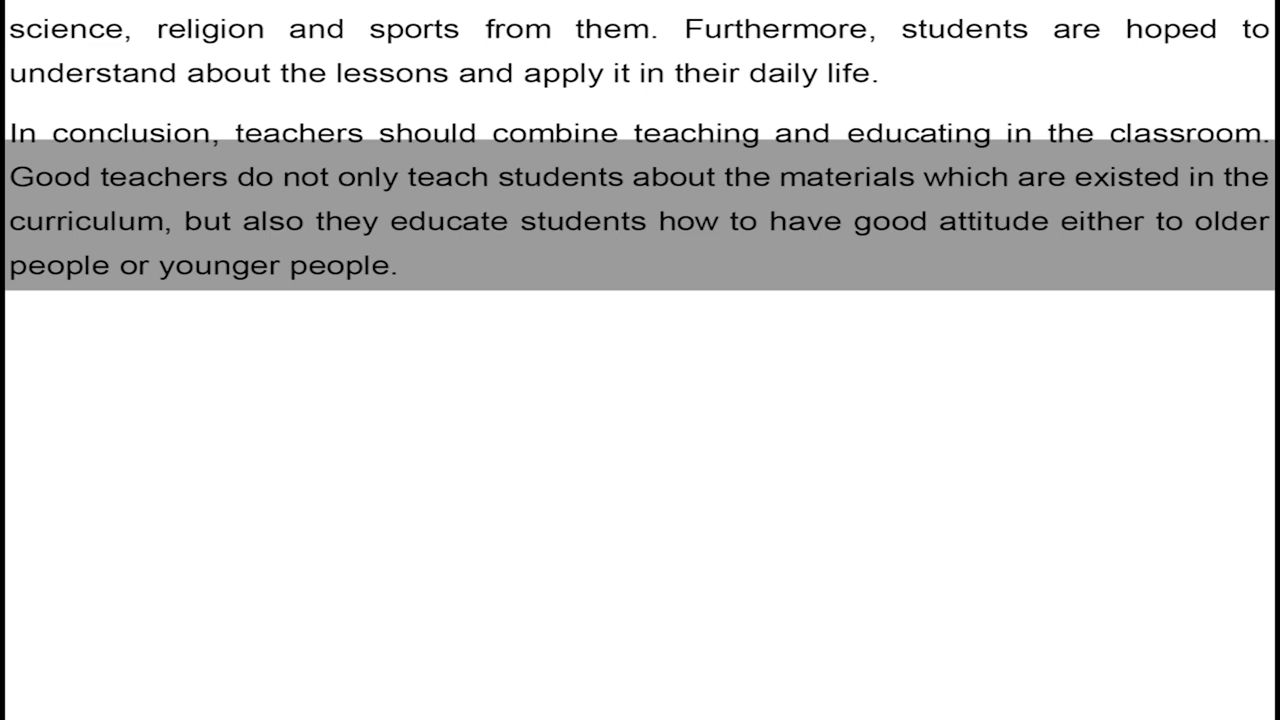 science, religion and sports from them. Furthermore, students are hoped to
understand about the lessons and apply it in their daily life.
In conclusion, teachers should combine teaching and educating in the classroom.
Good teachers do not only teach students about the materials which are existed in the
curriculum, but also they educate students how to have good attitude either to older
people or younger people.